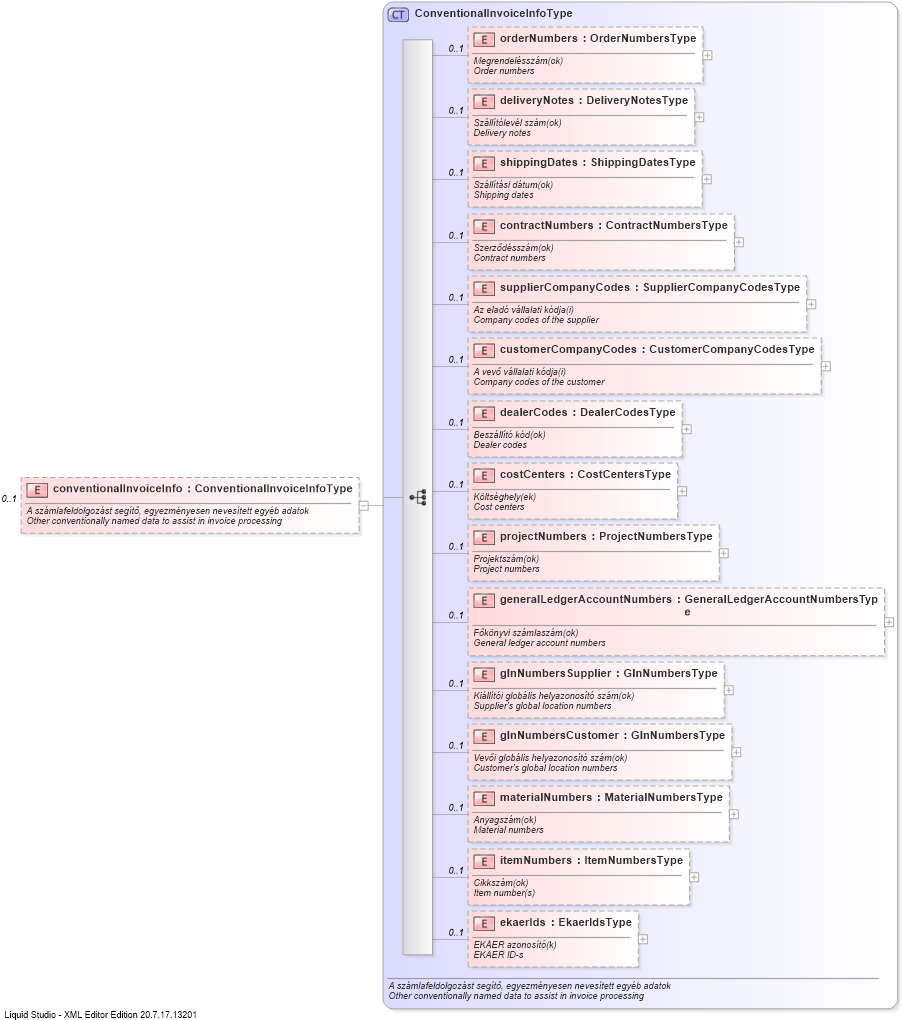 CT ConventionalInvoiceInfoType
0..1
E orderNumbers : OrderNumbersType
Megrendelésszám(ok)
Order numbers
0..1
E deliveryNotes : DeliveryNotesType
Szállítólevél szám(ok)
Delivery notes
0..1
E shippingDates : ShippingDatesType
Szállítási dátum(ok)
Shipping dates
0..1
E contractNumbers : ContractNumbersType
Szerződésszám(ok)
Contract numbers
0..1
E supplierCompanyCodes : SupplierCompanyCodesType
Az eladó vállalati kódja(i)
Company codes of the supplier
0..1
E customerCompanyCodes : CustomerCompanyCodesType
A vevő vállalati kódja(i)
Company codes of the customer
0..1
E dealerCodes : DealerCodesType
Beszállító kód(ok)
Dealer codes
0..1
E conventionalInvoiceInfo : ConventionalInvoiceInfoType
A számlafeldolgozást segítő, egyezményesen nevesített egyéb adatok
Other conventionally named data to assist in invoice processing
0..1
E costCenters : CostCentersType
Költséghely(ek)
Cost centers
0..1
E projectNumbers : ProjectNumbersType
Projektszám(ok)
Project numbers
0..1
E generalLedgerAccountNumbers : GeneralLedgerAccountNumbersTyp
e
Főkönyvi számlaszám(ok)
General ledger account numbers
0..1
E glnNumbersSupplier : GlnNumbersType
Kiállítói globális helyazonosító szám(ok)
Supplier's global location numbers
0..1
E glnNumbersCustomer : GlnNumbersType
Vevői globális helyazonosító szám(ok)
Customer's global location numbers
0..1
E materialNumbers : MaterialNumbersType
Anyagszám(ok)
Material numbers
0..1
E itemNumbers : ItemNumbersType
Cikkszám(ok)
Item number(s)
0..1
E ekaerIds : EkaerIdsType
EKÁER azonosító(k)
EKÁER ID-s
A számlafeldolgozást segítő, egyezményesen nevesített egyéb adatok
Other conventionally named data to assist in invoice processing
Liquid Studio - XML Editor Edition 20.7.17.13201